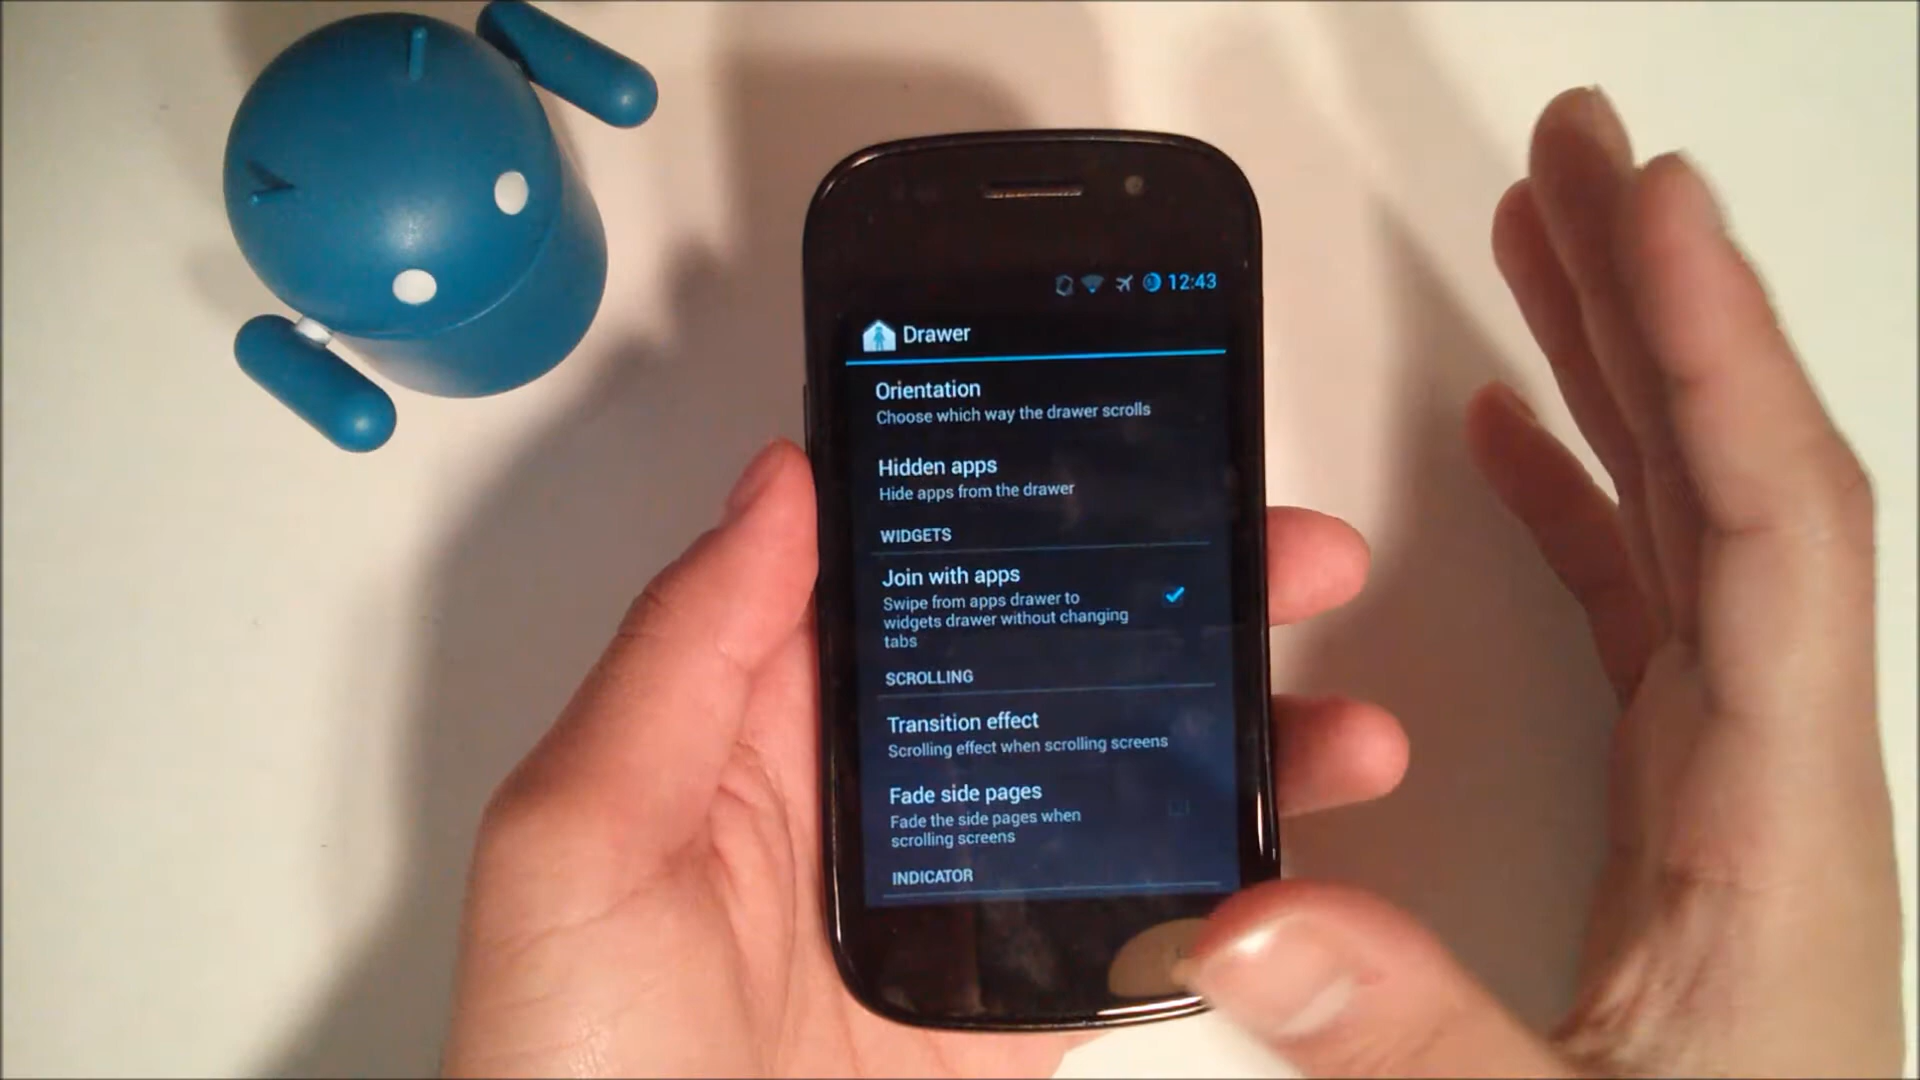 12:43
Drawer
Orientation
Choose which way the drawer scrolls
Hidden apps
Hide apps from the drawer
WIDGETS
Join with apps
Swipe from apps drawer to
widgets drawer without changing
tabs
SCROLLING
Transition effect
Scrolling effect when scrolling screens
Fade side pages
Fade the side pages when
scrolling screens
INDICATOR